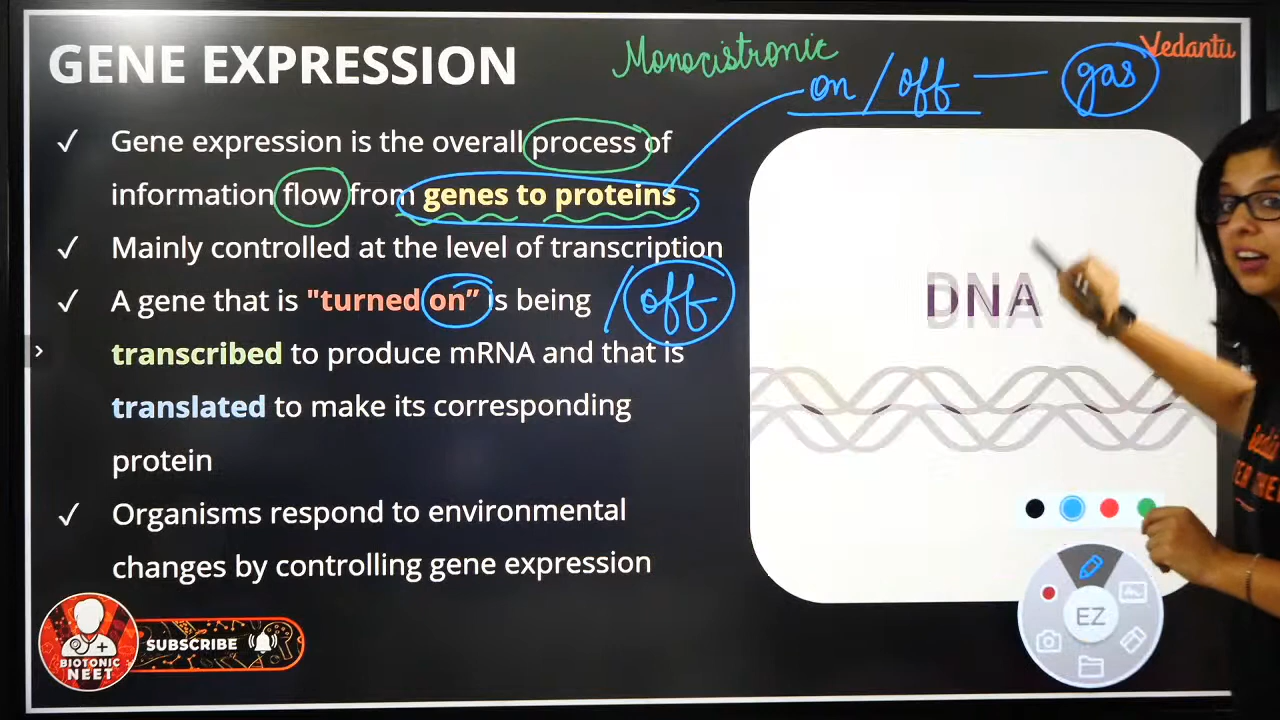 GENE EXPRESSION
Monocistronic
Vedantu
on / off — gas
✓ Gene expression is the overall process of
information flow from genes to proteins
✓ Mainly controlled at the level of transcription
✓ A gene that is "turned on” is being / off
transcribed to produce mRNA and that is
translated to make its corresponding
protein
✓ Organisms respond to environmental
changes by controlling gene expression
DNA
EZ
BIOTONIC
NEET
SUBSCRIBE